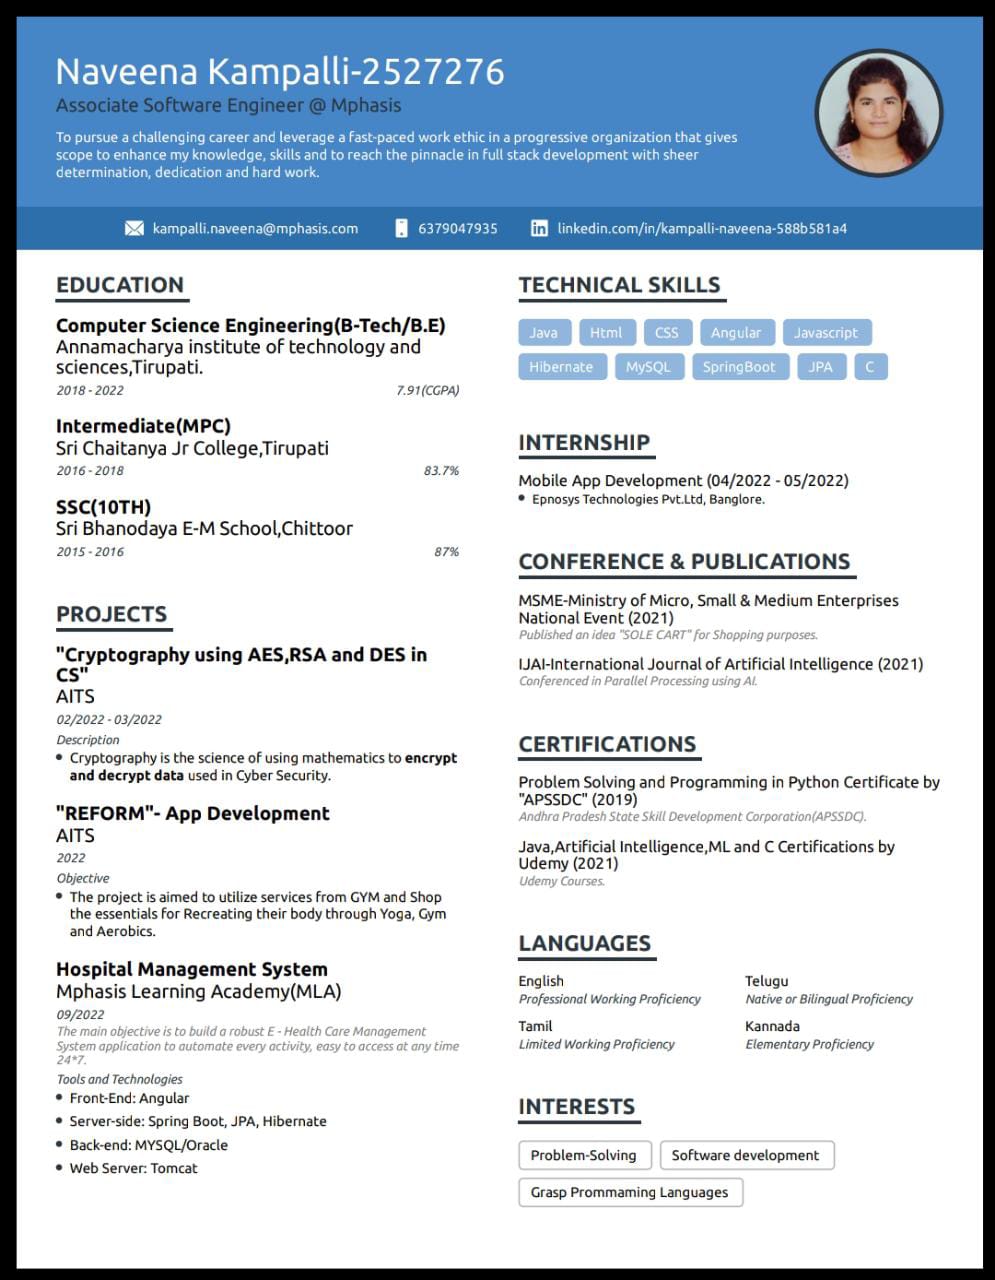 Naveena Kampalli-2527276
Associate Software Engineer @ Mphasis
To pursue a challenging career and leverage a fast-paced work ethic in a progressive organization that gives
scope to enhance my knowledge, skills and to reach the pinnacle in full stack development with sheer
determination, dedication and hard work.
kampalli.naveena@mphasis.com
6379047935
linkedin.com/in/kampalli-naveena-588b581a4
EDUCATION
Computer Science Engineering(B-Tech/B.E)
Annamacharya institute of technology and
sciences,Tirupati.
2018 - 2022 7.91(CGPA)
Intermediate(MPC)
Sri Chaitanya Jr College,Tirupati
2016 - 2018 83.7%
SSC(10TH)
Sri Bhanodaya E-M School,Chittoor
2015 - 2016 87%
PROJECTS
"Cryptography using AES,RSA and DES in
CS"
AITS
02/2022 - 03/2022
Description
• Cryptography is the science of using mathematics to encrypt
and decrypt data used in Cyber Security.
"REFORM"- App Development
AITS
2022
Objective
• The project is aimed to utilize services from GYM and Shop
the essentials for Recreating their body through Yoga, Gym
and Aerobics.
Hospital Management System
Mphasis Learning Academy(MLA)
09/2022
The main objective is to build a robust E - Health Care Management
System application to automate every activity, easy to access at any time
24*7.
Tools and Technologies
• Front-End: Angular
• Server-side: Spring Boot, JPA, Hibernate
• Back-end: MYSQL/Oracle
• Web Server: Tomcat
TECHNICAL SKILLS
Java Html CSS Angular Javascript
Hibernate MySQL SpringBoot JPA C
INTERNSHIP
Mobile App Development (04/2022 - 05/2022)
• Epnosys Technologies Pvt.Ltd, Banglore.
CONFERENCE & PUBLICATIONS
MSME-Ministry of Micro, Small & Medium Enterprises
National Event (2021)
Published an idea "SOLE CART" for Shopping purposes.
IJAI-International Journal of Artificial Intelligence (2021)
Conferenced in Parallel Processing using AI.
CERTIFICATIONS
Problem Solving and Programming in Python Certificate by
"APSSDC" (2019)
Andhra Pradesh State Skill Development Corporation(APSSDC).
Java,Artificial Intelligence,ML and C Certifications by
Udemy (2021)
Udemy Courses.
LANGUAGES
English
Professional Working Proficiency
Telugu
Native or Bilingual Proficiency
Tamil
Limited Working Proficiency
Kannada
Elementary Proficiency
INTERESTS
Problem-Solving Software development
Grasp Prommaming Languages